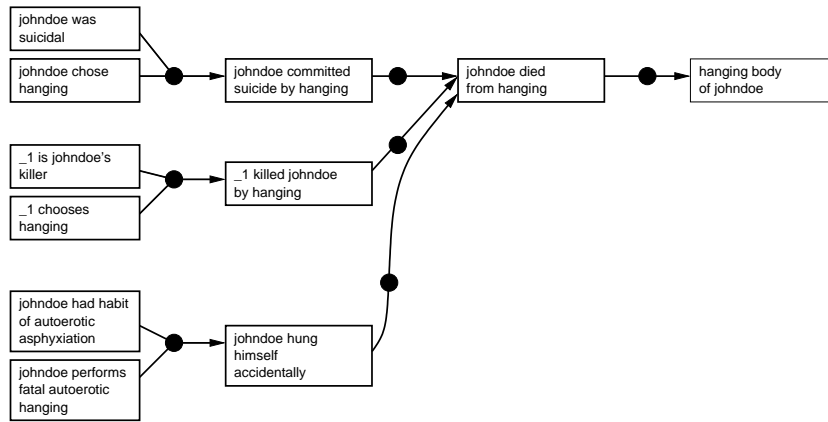 johndoe was
suicidal
johndoe chose
hanging
johndoe committed
suicide by hanging
johndoe died
from hanging
hanging body
of johndoe
_1 is johndoe's
killer
_1 chooses
hanging
_1 killed johndoe
by hanging
johndoe had habit
of autoerotic
asphyxiation
johndoe performs
fatal autoerotic
hanging
johndoe hung
himself
accidentally